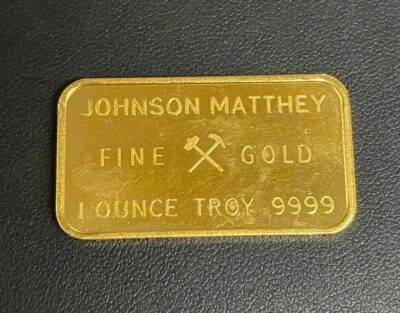 JOHNSON MATTHEY
FINE GOLD
1 OUNCE TROY 9999